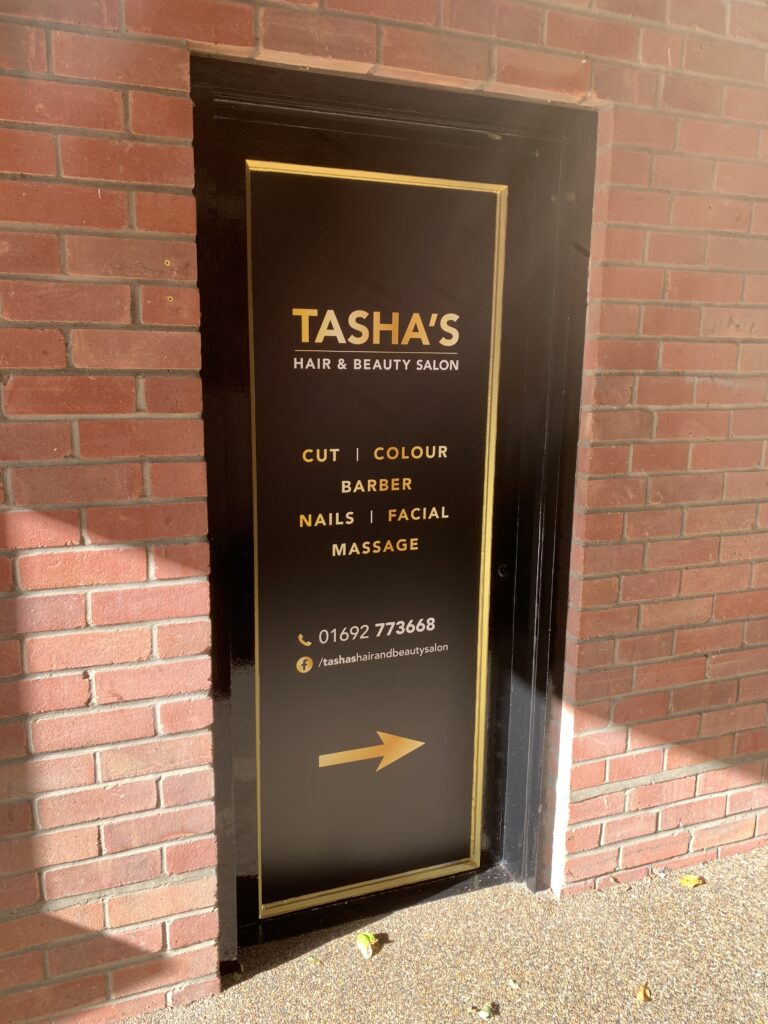 TASHA'S
HAIR & BEAUTY SALON
CUT | COLOUR
BARBER
NAILS | FACIAL
MASSAGE
01692 773668
f /tashashairandbeautysalon